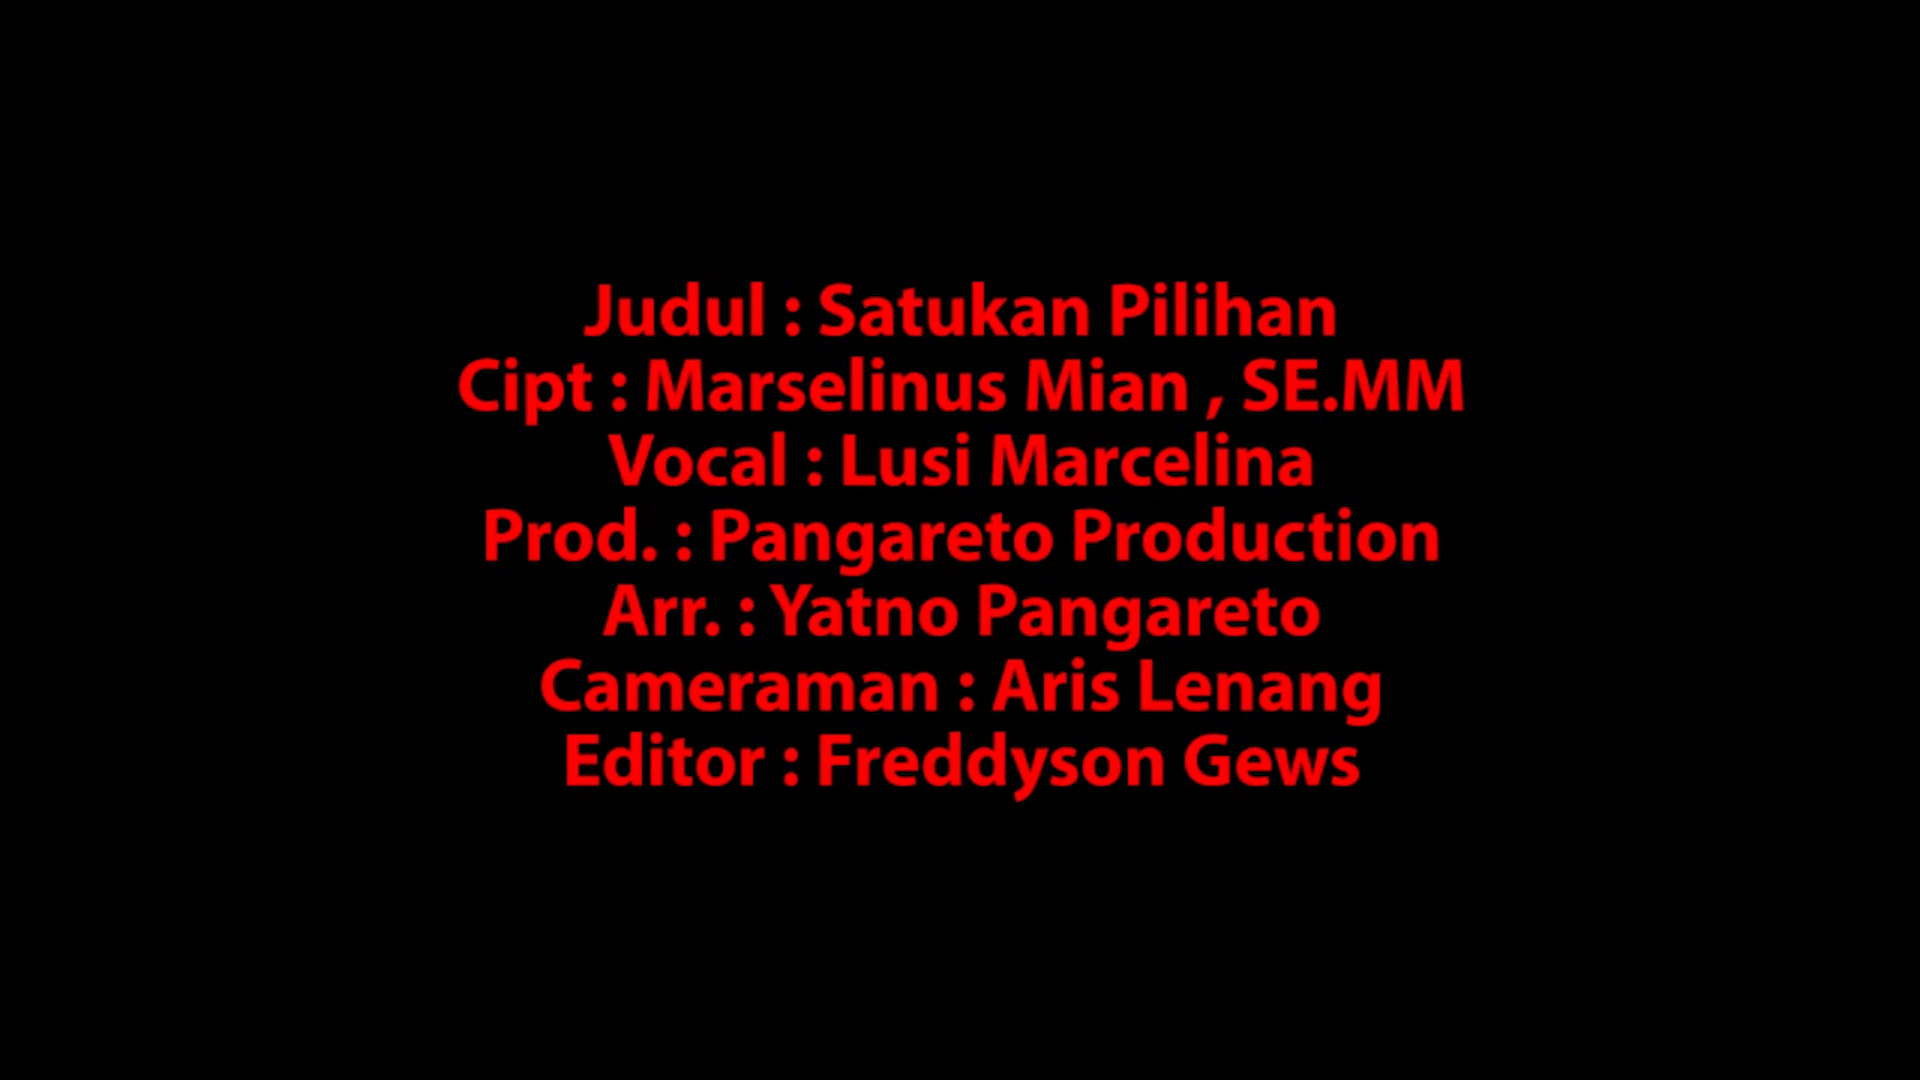 Judul : Satukan Pilihan
Cipt : Marselinus Mian , SE.MM
Vocal : Lusi Marcelina
Prod. : Pangareto Production
Arr. : Yatno Pangareto
Cameraman : Aris Lenang
Editor : Freddyson Gews